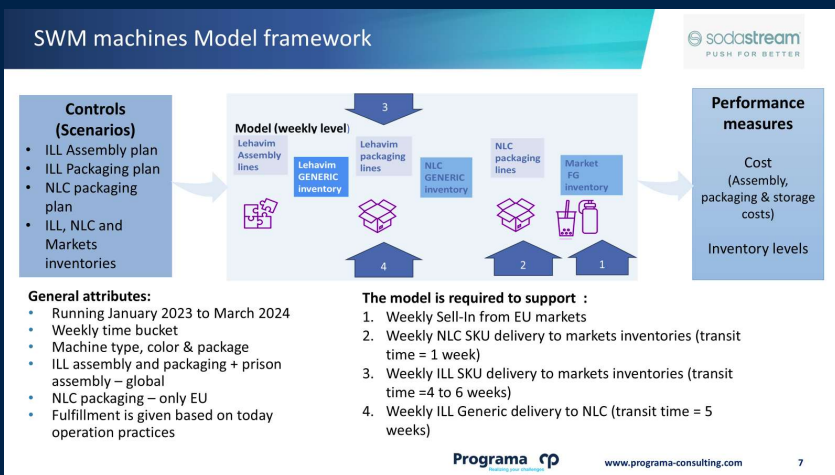 SWM machines Model framework
sodastream
PUSH FOR BETTER
Controls
(Scenarios)
• ILL Assembly plan
• ILL Packaging plan
• NLC packaging
plan
• ILL, NLC and
Markets
inventories
3
Model (weekly level)
Lehavim
Assembly
lines
Lehavim
GENERIC
inventory
Lehavim
packaging
lines
NLC
GENERIC
inventory
NLC
packaging
lines
Market
FG
inventory
4
2
1
Performance
measures
Cost
(Assembly,
packaging & storage
costs)
Inventory levels
General attributes:
• Running January 2023 to March 2024
• Weekly time bucket
• Machine type, color & package
• ILL assembly and packaging + prison
assembly – global
• NLC packaging – only EU
• Fulfillment is given based on today
operation practices
The model is required to support :
1. Weekly Sell-In from EU markets
2. Weekly NLC SKU delivery to markets inventories (transit
time = 1 week)
3. Weekly ILL SKU delivery to markets inventories (transit
time =4 to 6 weeks)
4. Weekly ILL Generic delivery to NLC (transit time = 5
weeks)
Programa
Realizing your challenges
www.programa-consulting.com
7